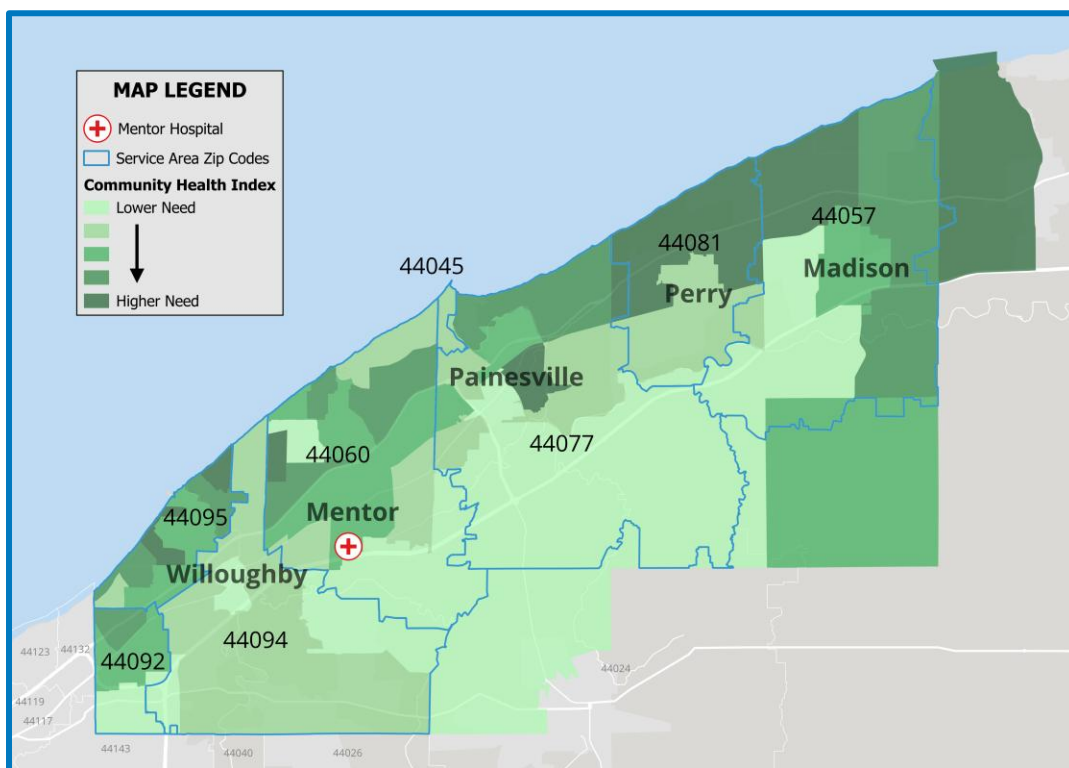 MAP LEGEND
Mentor Hospital
Service Area Zip Codes
Community Health Index
Lower Need
Higher Need
44057
44081
Madison
44045
Perry
Painesville
44077
44060
Mentor
44095
Willoughby
44094
44092
44123
44132
44024
44119
44117
44143
44040
44026